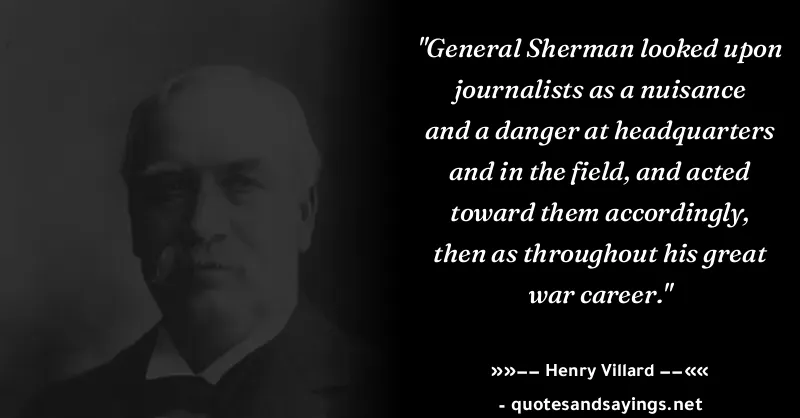 "General Sherman looked upon
journalists as a nuisance
and a danger at headquarters
and in the field, and acted
toward them accordingly,
then as throughout his great
war career."
»»–– Henry Villard ––««
- quotesandsayings.net